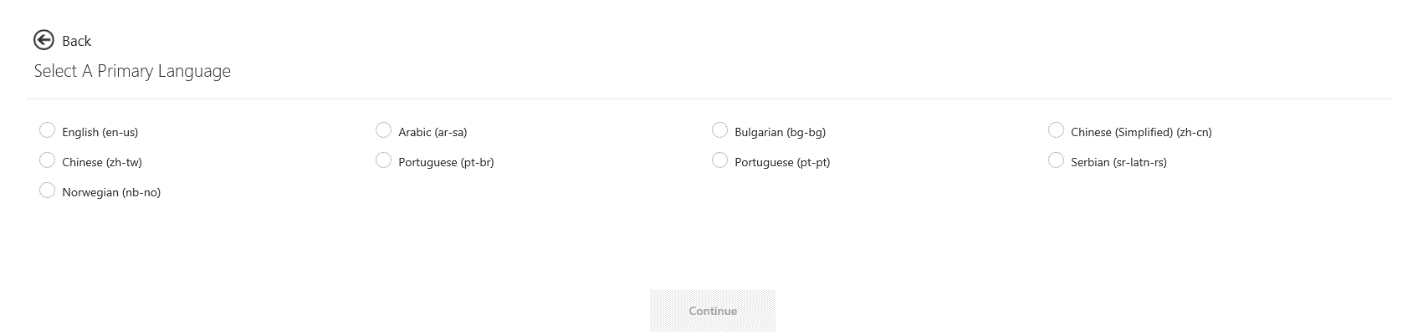 Back
Select A Primary Language
English (en-us)
Arabic (ar-sa)
Bulgarian (bg-bg)
Chinese (Simplified) (zh-cn)
Chinese (zh-tw)
Portuguese (pt-br)
Portuguese (pt-pt)
Serbian (sr-latn-rs)
Norwegian (nb-no)
Continue